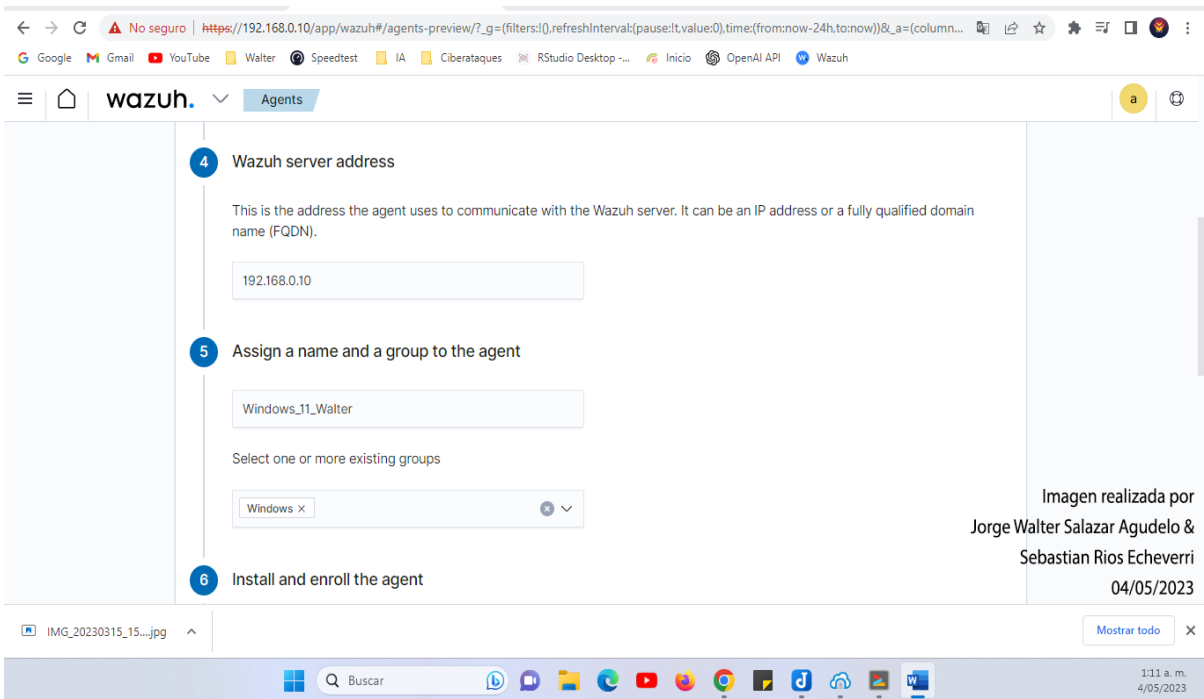 No seguro https://192.168.0.10/app/wazuh#/agents-preview/?_g=(filters:!(),refreshInterval:(pause:!t,value:0),time:(from:now-24h,to:now))&_a=(column...
Google Gmail YouTube Walter Speedtest IA Ciberataques RStudio Desktop -... Inicio OpenAI API Wazuh
wazuh. Agents a
4 Wazuh server address
This is the address the agent uses to communicate with the Wazuh server. It can be an IP address or a fully qualified domain
name (FQDN).
192.168.0.10
5 Assign a name and a group to the agent
Windows_11_Walter
Select one or more existing groups
Windows ×
Imagen realizada por
Jorge Walter Salazar Agudelo &
Sebastian Rios Echeverri
04/05/2023
6 Install and enroll the agent
IMG_20230315_15....jpg
Mostrar todo
Buscar
1:11 a. m.
4/05/2023